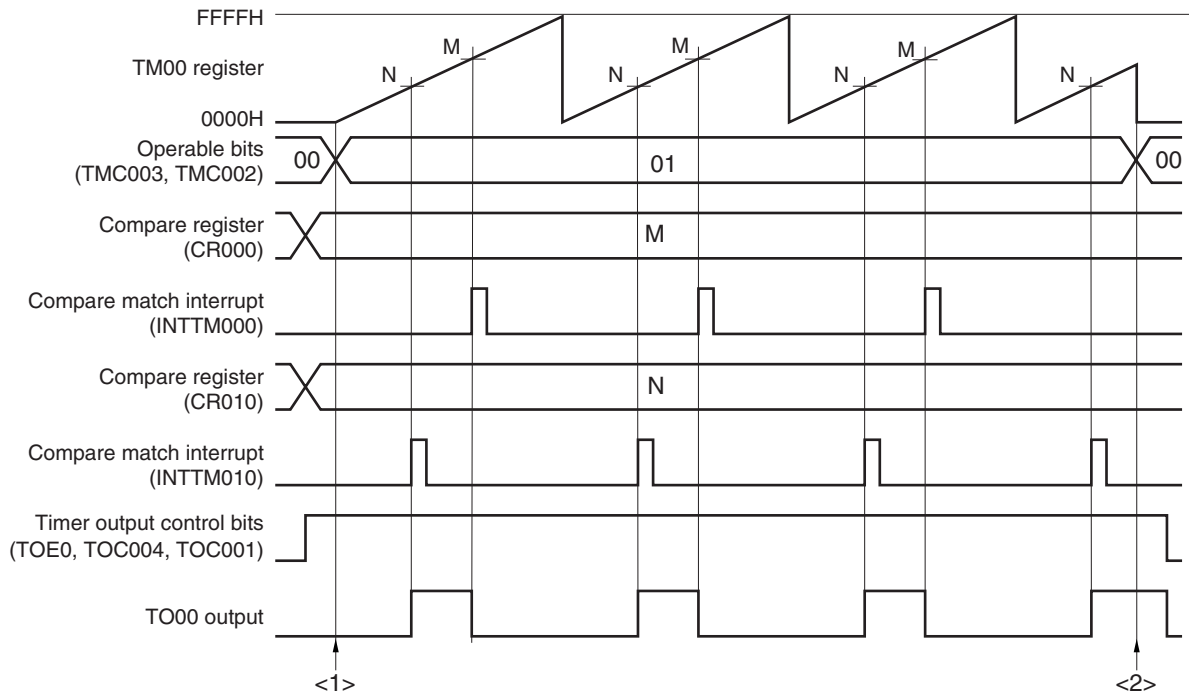 FFFFH
TM00 register
0000H
N M N M N M N
Operable bits
(TMC003, TMC002)
00 01 00
Compare register
(CR000)
M
Compare match interrupt
(INTTM000)
Compare register
(CR010)
N
Compare match interrupt
(INTTM010)
Timer output control bits
(TOE0, TOC004, TOC001)
TO00 output
<1> <2>